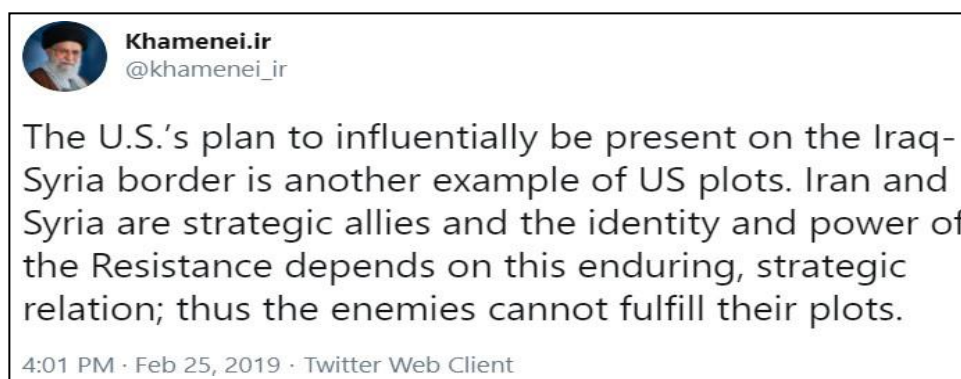 Khamenei.ir
@khamenei_ir
The U.S.’s plan to influentially be present on the Iraq-
Syria border is another example of US plots. Iran and
Syria are strategic allies and the identity and power of
the Resistance depends on this enduring, strategic
relation; thus the enemies cannot fulfill their plots.
4:01 PM · Feb 25, 2019 · Twitter Web Client